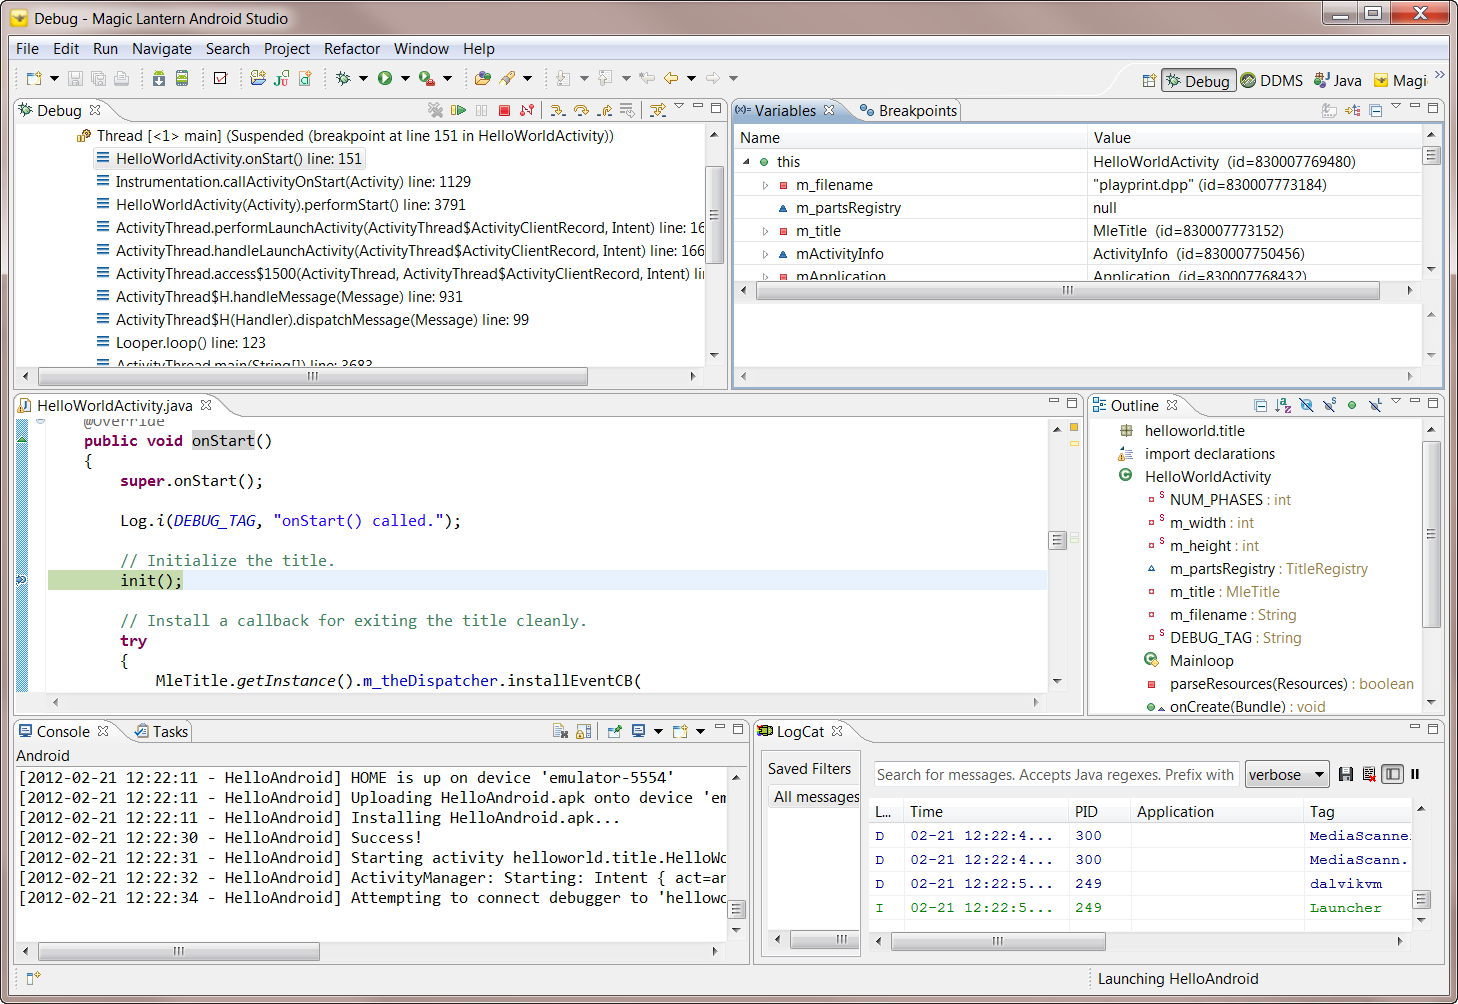 Debug - Magic Lantern Android Studio
File Edit Run Navigate Search Project Refactor Window Help
Debug DDMS Java Magi
Debug
Thread [<1> main] (Suspended (breakpoint at line 151 in HelloWorldActivity))
HelloWorldActivity.onStart() line: 151
Instrumentation.callActivityOnStart(Activity) line: 1129
HelloWorldActivity(Activity).performStart() line: 3791
ActivityThread.performLaunchActivity(ActivityThread$ActivityClientRecord, Intent) line: 16
ActivityThread.handleLaunchActivity(ActivityThread$ActivityClientRecord, Intent) line: 166
ActivityThread.access$1500(ActivityThread, ActivityThread$ActivityClientRecord, Intent) li
ActivityThread$H.handleMessage(Message) line: 931
ActivityThread$H(Handler).dispatchMessage(Message) line: 99
Looper.loop() line: 123
ActivityThread.main(String[]) line: 3683
Variables Breakpoints
Name Value
this HelloWorldActivity (id=830007769480)
m_filename "playprint.dpp" (id=830007773184)
m_partsRegistry null
m_title MleTitle (id=830007773152)
mActivityInfo ActivityInfo (id=830007750456)
mApplication Application (id=830007768432)
HelloWorldActivity.java
@Override
public void onStart()
{
super.onStart();
Log.i(DEBUG_TAG, "onStart() called.");
// Initialize the title.
init();
// Install a callback for exiting the title cleanly.
try
{
MleTitle.getInstance().m_theDispatcher.installEventCB(
Outline
helloworld.title
import declarations
HelloWorldActivity
NUM_PHASES : int
m_width : int
m_height : int
m_partsRegistry : TitleRegistry
m_title : MleTitle
m_filename : String
DEBUG_TAG : String
Mainloop
parseResources(Resources) : boolean
onCreate(Bundle) : void
Console Tasks
Android
[2012-02-21 12:22:11 - HelloAndroid] HOME is up on device 'emulator-5554'
[2012-02-21 12:22:11 - HelloAndroid] Uploading HelloAndroid.apk onto device 'em
[2012-02-21 12:22:11 - HelloAndroid] Installing HelloAndroid.apk...
[2012-02-21 12:22:30 - HelloAndroid] Success!
[2012-02-21 12:22:31 - HelloAndroid] Starting activity helloworld.title.HelloWo
[2012-02-21 12:22:32 - HelloAndroid] ActivityManager: Starting: Intent { act=an
[2012-02-21 12:22:34 - HelloAndroid] Attempting to connect debugger to 'hellowo
LogCat
Saved Filters
All messages
Search for messages. Accepts Java regexes. Prefix with verbose
L... Time PID Application Tag
D 02-21 12:22:4... 300 MediaScanne
D 02-21 12:22:4... 300 MediaScann.
D 02-21 12:22:5... 249 dalvikvm
I 02-21 12:22:5... 249 Launcher
Launching HelloAndroid